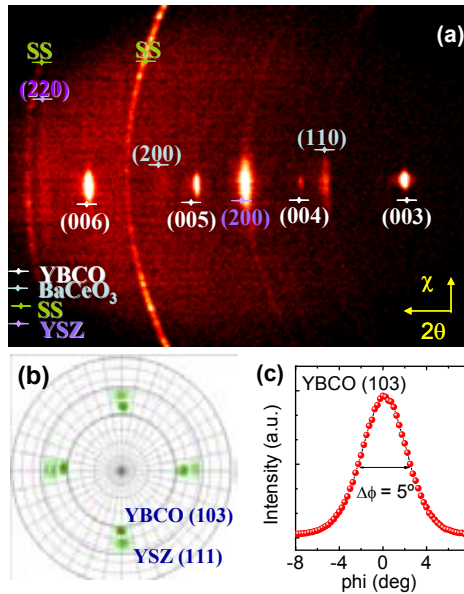 SS
SS
(a)
(220)
(200)
(110)
(006)
(005)
(200)
(004)
(003)
YBCO
BaCeO₃
SS
YSZ
χ
2θ
(b)
YBCO (103)
YSZ (111)
(c)
YBCO (103)
Intensity (a.u.)
Δϕ = 5º
-8 -4 0 4
phi (deg)